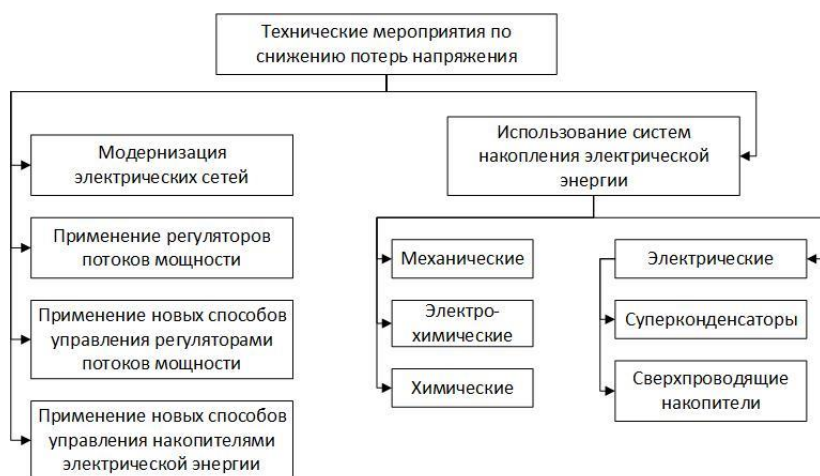 Технические мероприятия по
снижению потерь напряжения
Модернизация
электрических сетей
Применение регуляторов
потоков мощности
Применение новых способов
управления регуляторами
потоков мощности
Применение новых способов
управления накопителями
электрической энергии
Использование систем
накопления электрической
энергии
Механические
Электро-
химические
Химические
Электрические
Суперконденсаторы
Сверхпроводящие
накопители